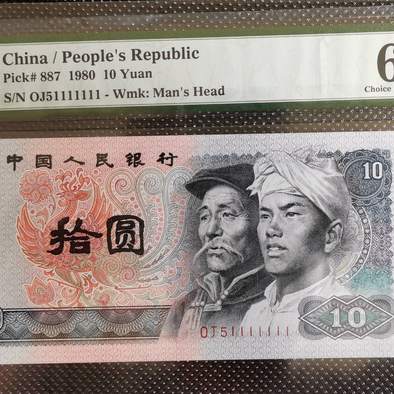 China / People's Republic
Pick# 887 1980 10 Yuan
S/N OJ51111111 - Wmk: Man's Head
6
Choice
中国人民银行
10
拾圆
OJ51111111
10